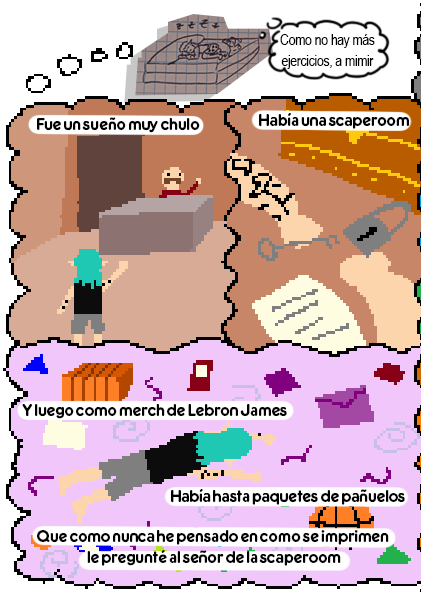 Como no hay más
ejercicios, a mimir
Fue un sueño muy chulo
Había una scaperoom
Y luego como merch de Lebron James
Había hasta paquetes de pañuelos
Que como nunca he pensado en como se imprimen
le pregunté al señor de la scaperoom